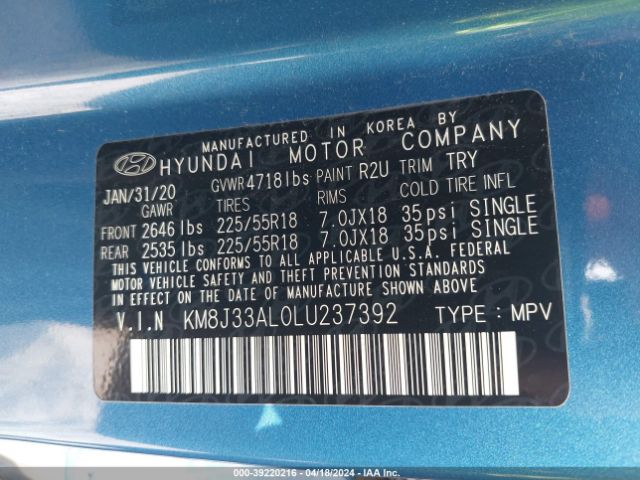 MANUFACTURED IN KOREA BY
HYUNDAI MOTOR COMPANY
JAN/31/20 GVWR4718lbs PAINT R2U TRIM TRY
GAWR TIRES RIMS COLD TIRE INFL
FRONT 2646 lbs 225/55R18 7.0JX18 35psi SINGLE
REAR 2535 lbs 225/55R18 7.0JX18 35psi SINGLE
THIS VEHICLE CONFORMS TO ALL APPLICABLE U.S.A. FEDERAL
MOTOR VEHICLE SAFETY AND THEFT PREVENTION STANDARDS
IN EFFECT ON THE DATE OF MANUFACTURE SHOWN ABOVE
V.I.N KM8J33AL0LU237392 TYPE : MPV
000-39220216 - 04/18/2024 - IAA Inc.